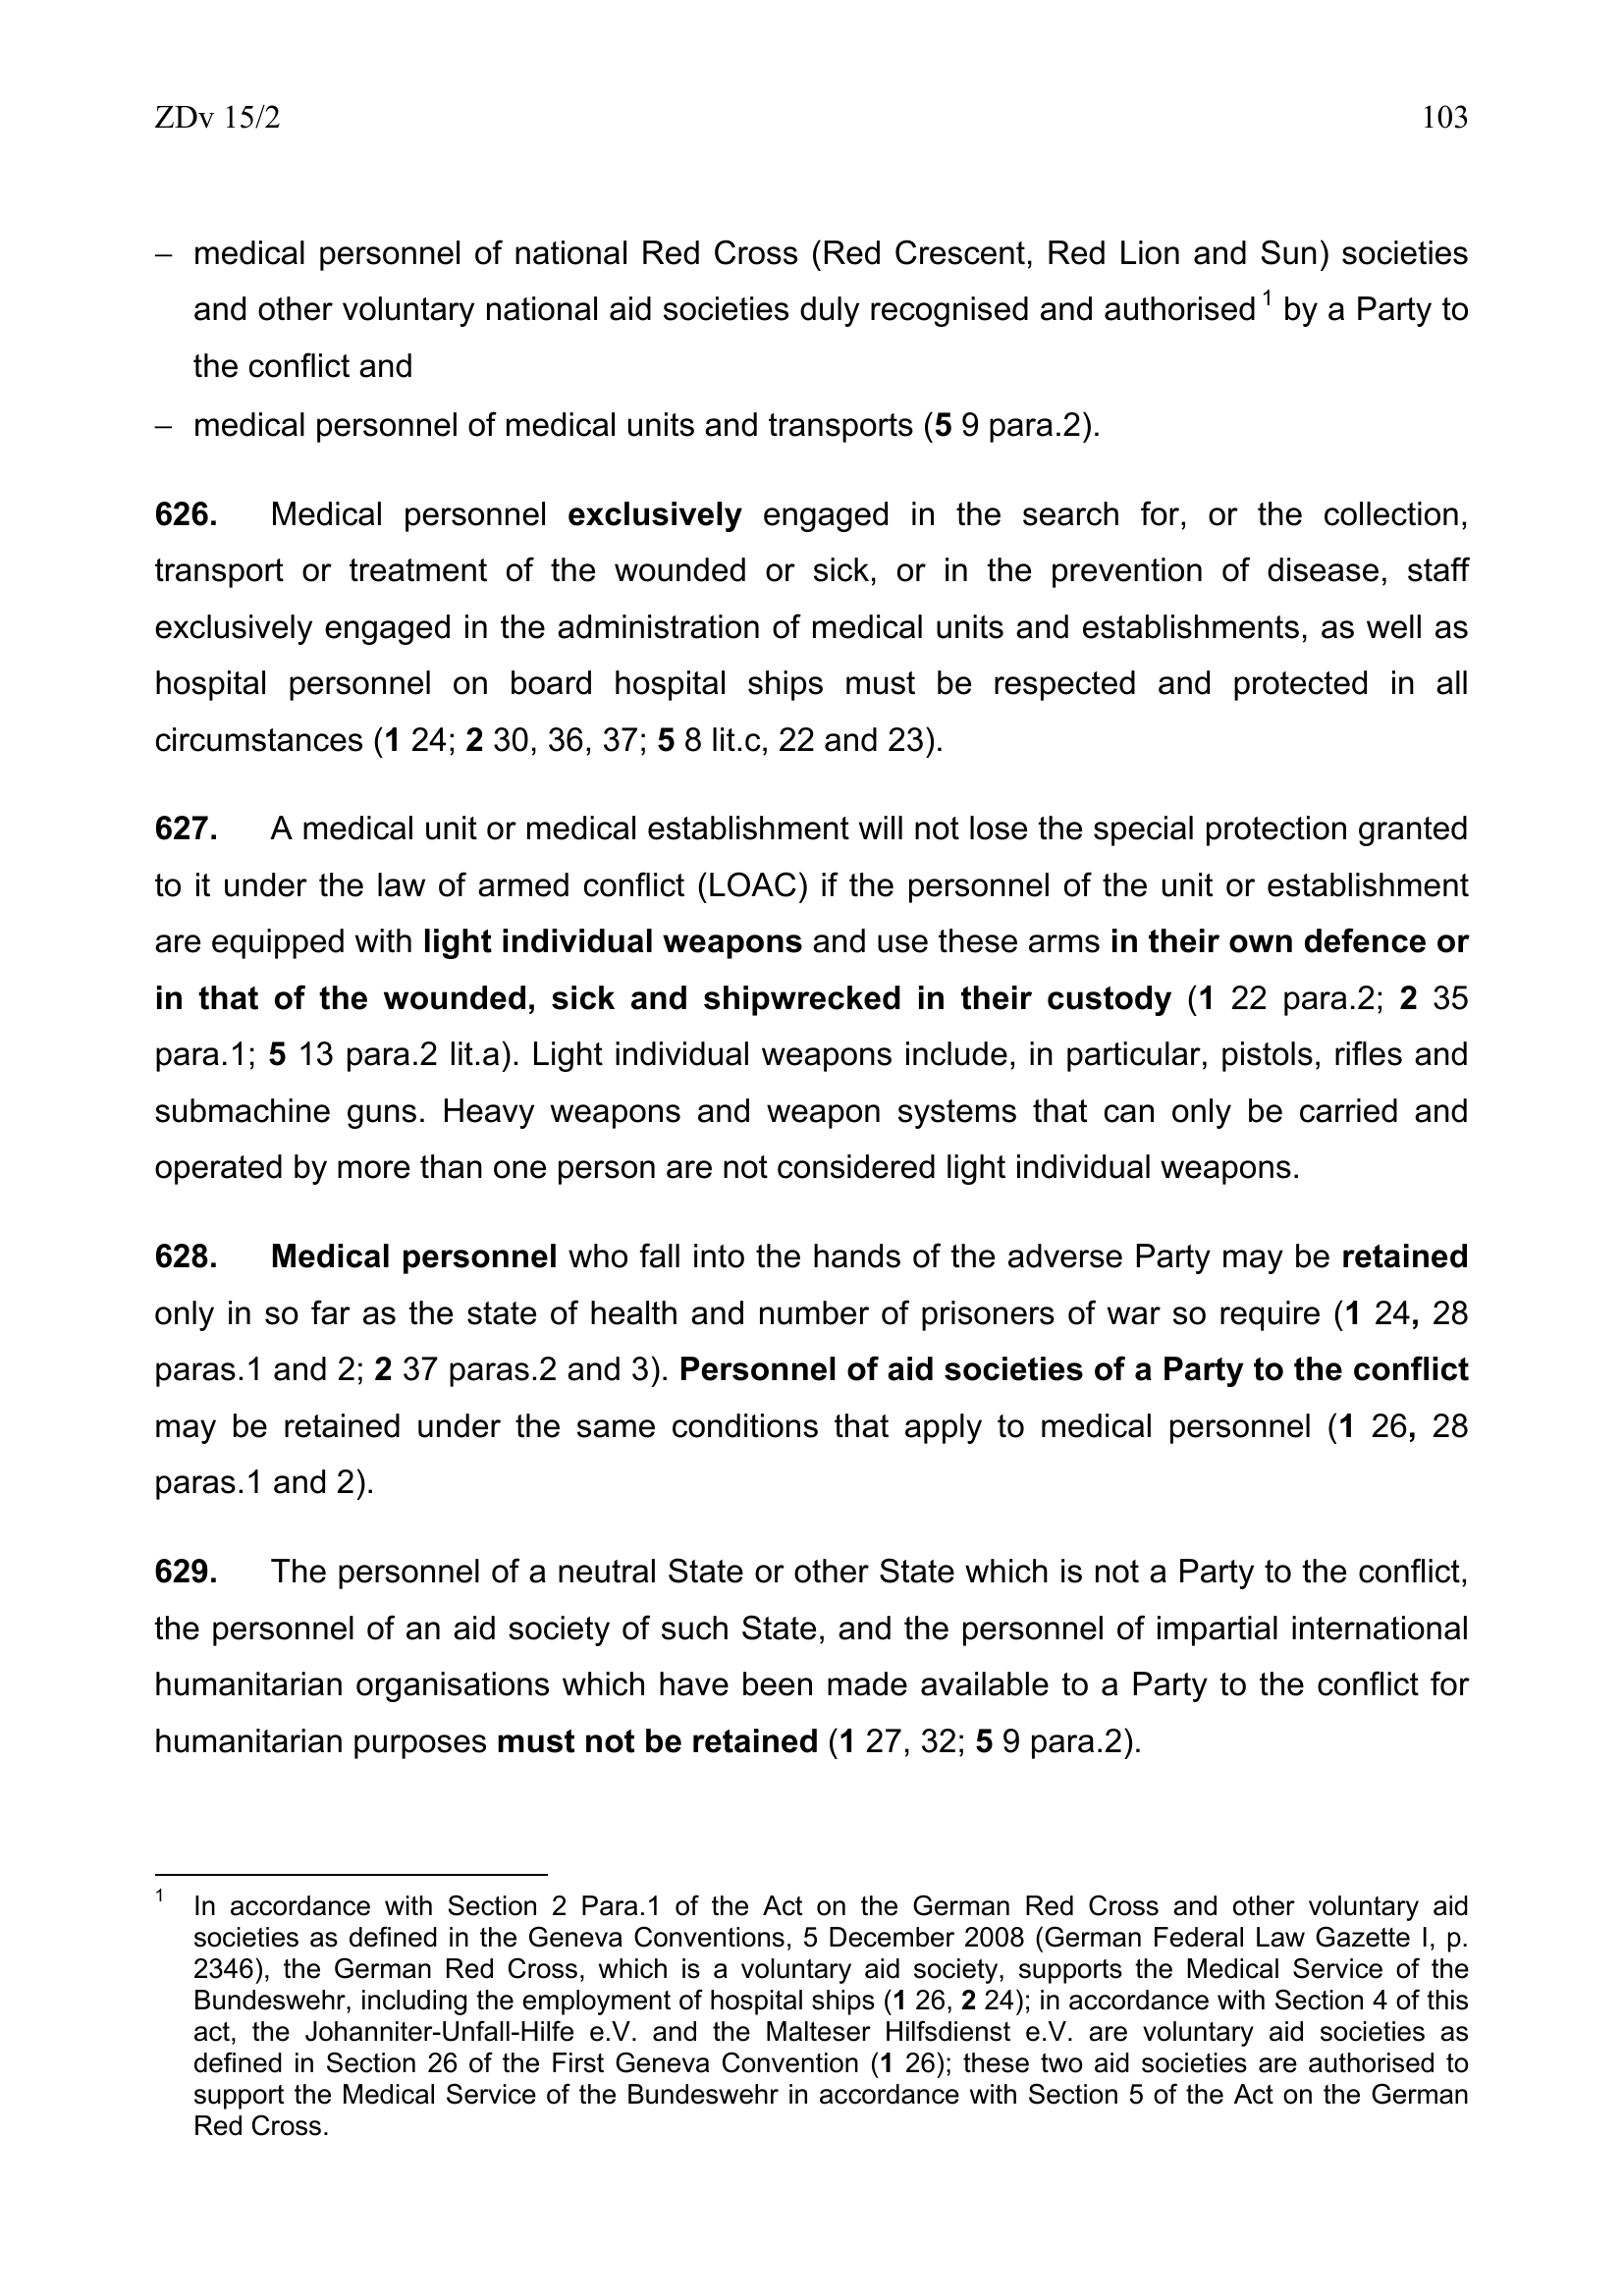 ZDv 15/2 103
– medical personnel of national Red Cross (Red Crescent, Red Lion and Sun) societies
and other voluntary national aid societies duly recognised and authorised 1 by a Party to
the conflict and
– medical personnel of medical units and transports (5 9 para.2).
626. Medical personnel exclusively engaged in the search for, or the collection,
transport or treatment of the wounded or sick, or in the prevention of disease, staff
exclusively engaged in the administration of medical units and establishments, as well as
hospital personnel on board hospital ships must be respected and protected in all
circumstances (1 24; 2 30, 36, 37; 5 8 lit.c, 22 and 23).
627. A medical unit or medical establishment will not lose the special protection granted
to it under the law of armed conflict (LOAC) if the personnel of the unit or establishment
are equipped with light individual weapons and use these arms in their own defence or
in that of the wounded, sick and shipwrecked in their custody (1 22 para.2; 2 35
para.1; 5 13 para.2 lit.a). Light individual weapons include, in particular, pistols, rifles and
submachine guns. Heavy weapons and weapon systems that can only be carried and
operated by more than one person are not considered light individual weapons.
628. Medical personnel who fall into the hands of the adverse Party may be retained
only in so far as the state of health and number of prisoners of war so require (1 24, 28
paras.1 and 2; 2 37 paras.2 and 3). Personnel of aid societies of a Party to the conflict
may be retained under the same conditions that apply to medical personnel (1 26, 28
paras.1 and 2).
629. The personnel of a neutral State or other State which is not a Party to the conflict,
the personnel of an aid society of such State, and the personnel of impartial international
humanitarian organisations which have been made available to a Party to the conflict for
humanitarian purposes must not be retained (1 27, 32; 5 9 para.2).
1 In accordance with Section 2 Para.1 of the Act on the German Red Cross and other voluntary aid
societies as defined in the Geneva Conventions, 5 December 2008 (German Federal Law Gazette I, p.
2346), the German Red Cross, which is a voluntary aid society, supports the Medical Service of the
Bundeswehr, including the employment of hospital ships (1 26, 2 24); in accordance with Section 4 of this
act, the Johanniter-Unfall-Hilfe e.V. and the Malteser Hilfsdienst e.V. are voluntary aid societies as
defined in Section 26 of the First Geneva Convention (1 26); these two aid societies are authorised to
support the Medical Service of the Bundeswehr in accordance with Section 5 of the Act on the German
Red Cross.